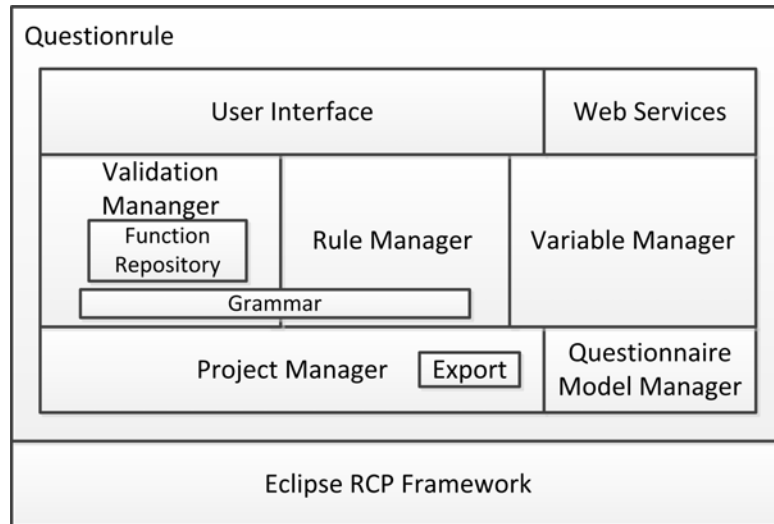 Questionrule
User Interface
Web Services
Validation
Mananger
Function
Repository
Rule Manager
Variable Manager
Grammar
Project Manager
Export
Questionnaire
Model Manager
Eclipse RCP Framework